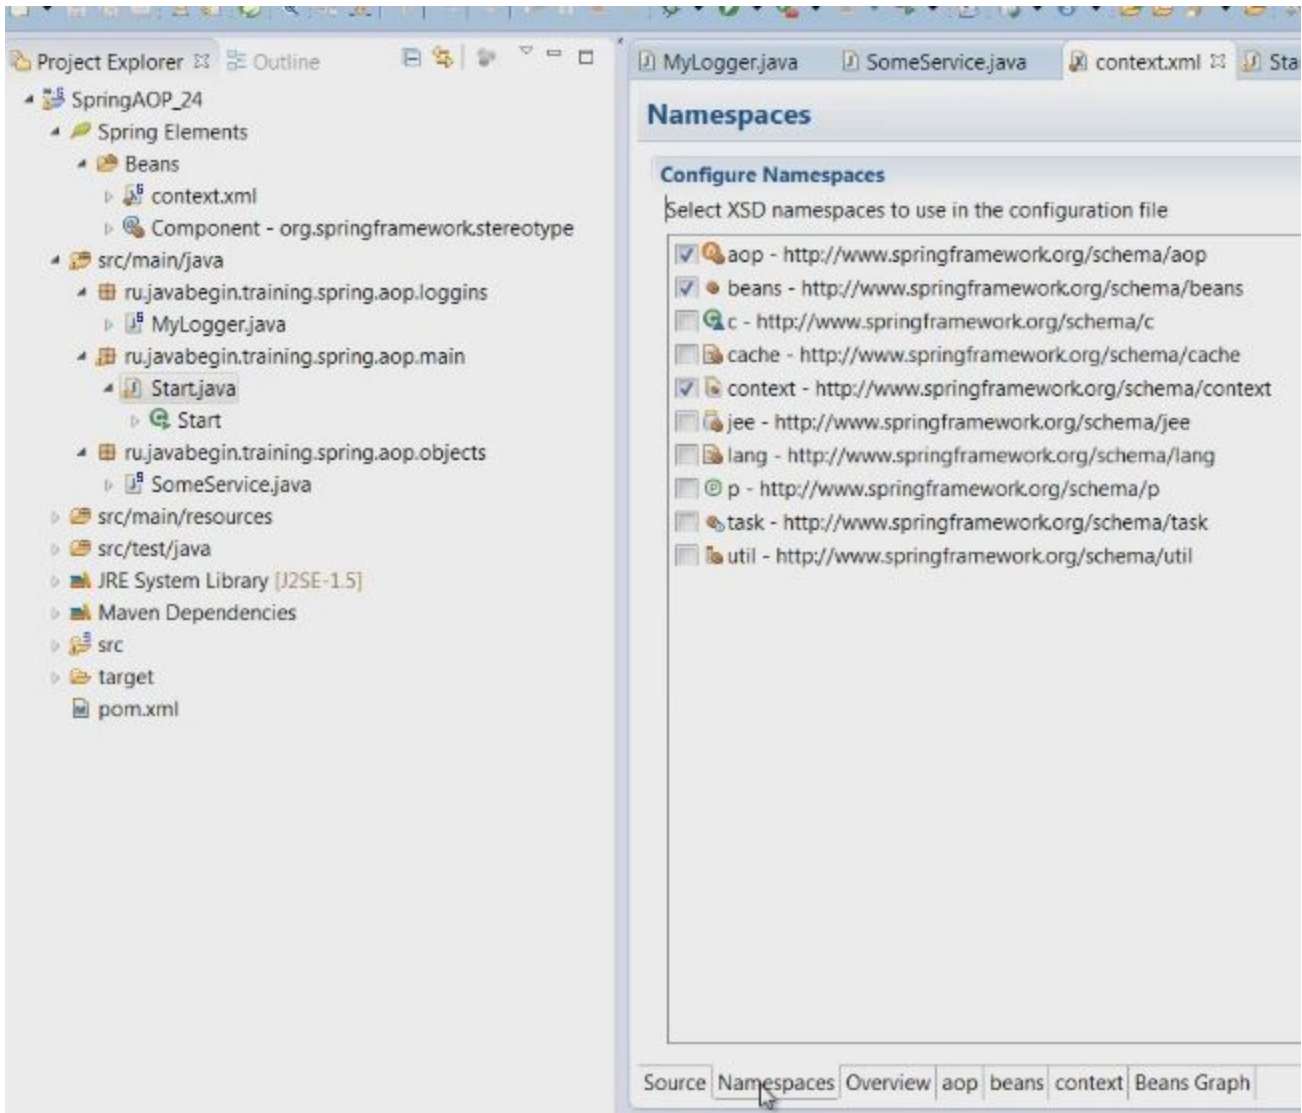 Project Explorer
Outline
SpringAOP_24
Spring Elements
Beans
context.xml
Component - org.springframework.stereotype
src/main/java
ru.javabegin.training.spring.aop.loggins
MyLogger.java
ru.javabegin.training.spring.aop.main
Start.java
Start
ru.javabegin.training.spring.aop.objects
SomeService.java
src/main/resources
src/test/java
JRE System Library [J2SE-1.5]
Maven Dependencies
src
target
pom.xml
MyLogger.java
SomeService.java
context.xml
Sta
Namespaces
Configure Namespaces
Select XSD namespaces to use in the configuration file
aop - http://www.springframework.org/schema/aop
beans - http://www.springframework.org/schema/beans
c - http://www.springframework.org/schema/c
cache - http://www.springframework.org/schema/cache
context - http://www.springframework.org/schema/context
jee - http://www.springframework.org/schema/jee
lang - http://www.springframework.org/schema/lang
p - http://www.springframework.org/schema/p
task - http://www.springframework.org/schema/task
util - http://www.springframework.org/schema/util
Source Namespaces Overview aop beans context Beans Graph